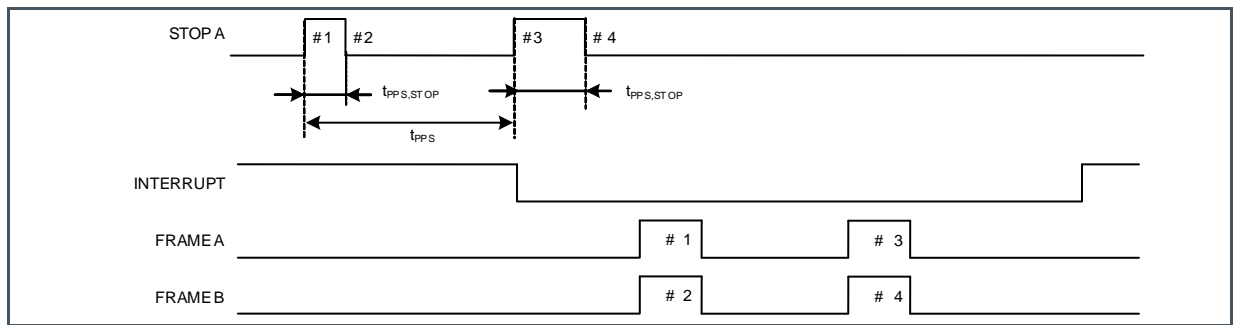 STOP A #1 #2 #3 # 4
tPPS,STOP tPPS,STOP
tPPS
INTERRUPT
FRAME A # 1 # 3
FRAME B # 2 # 4